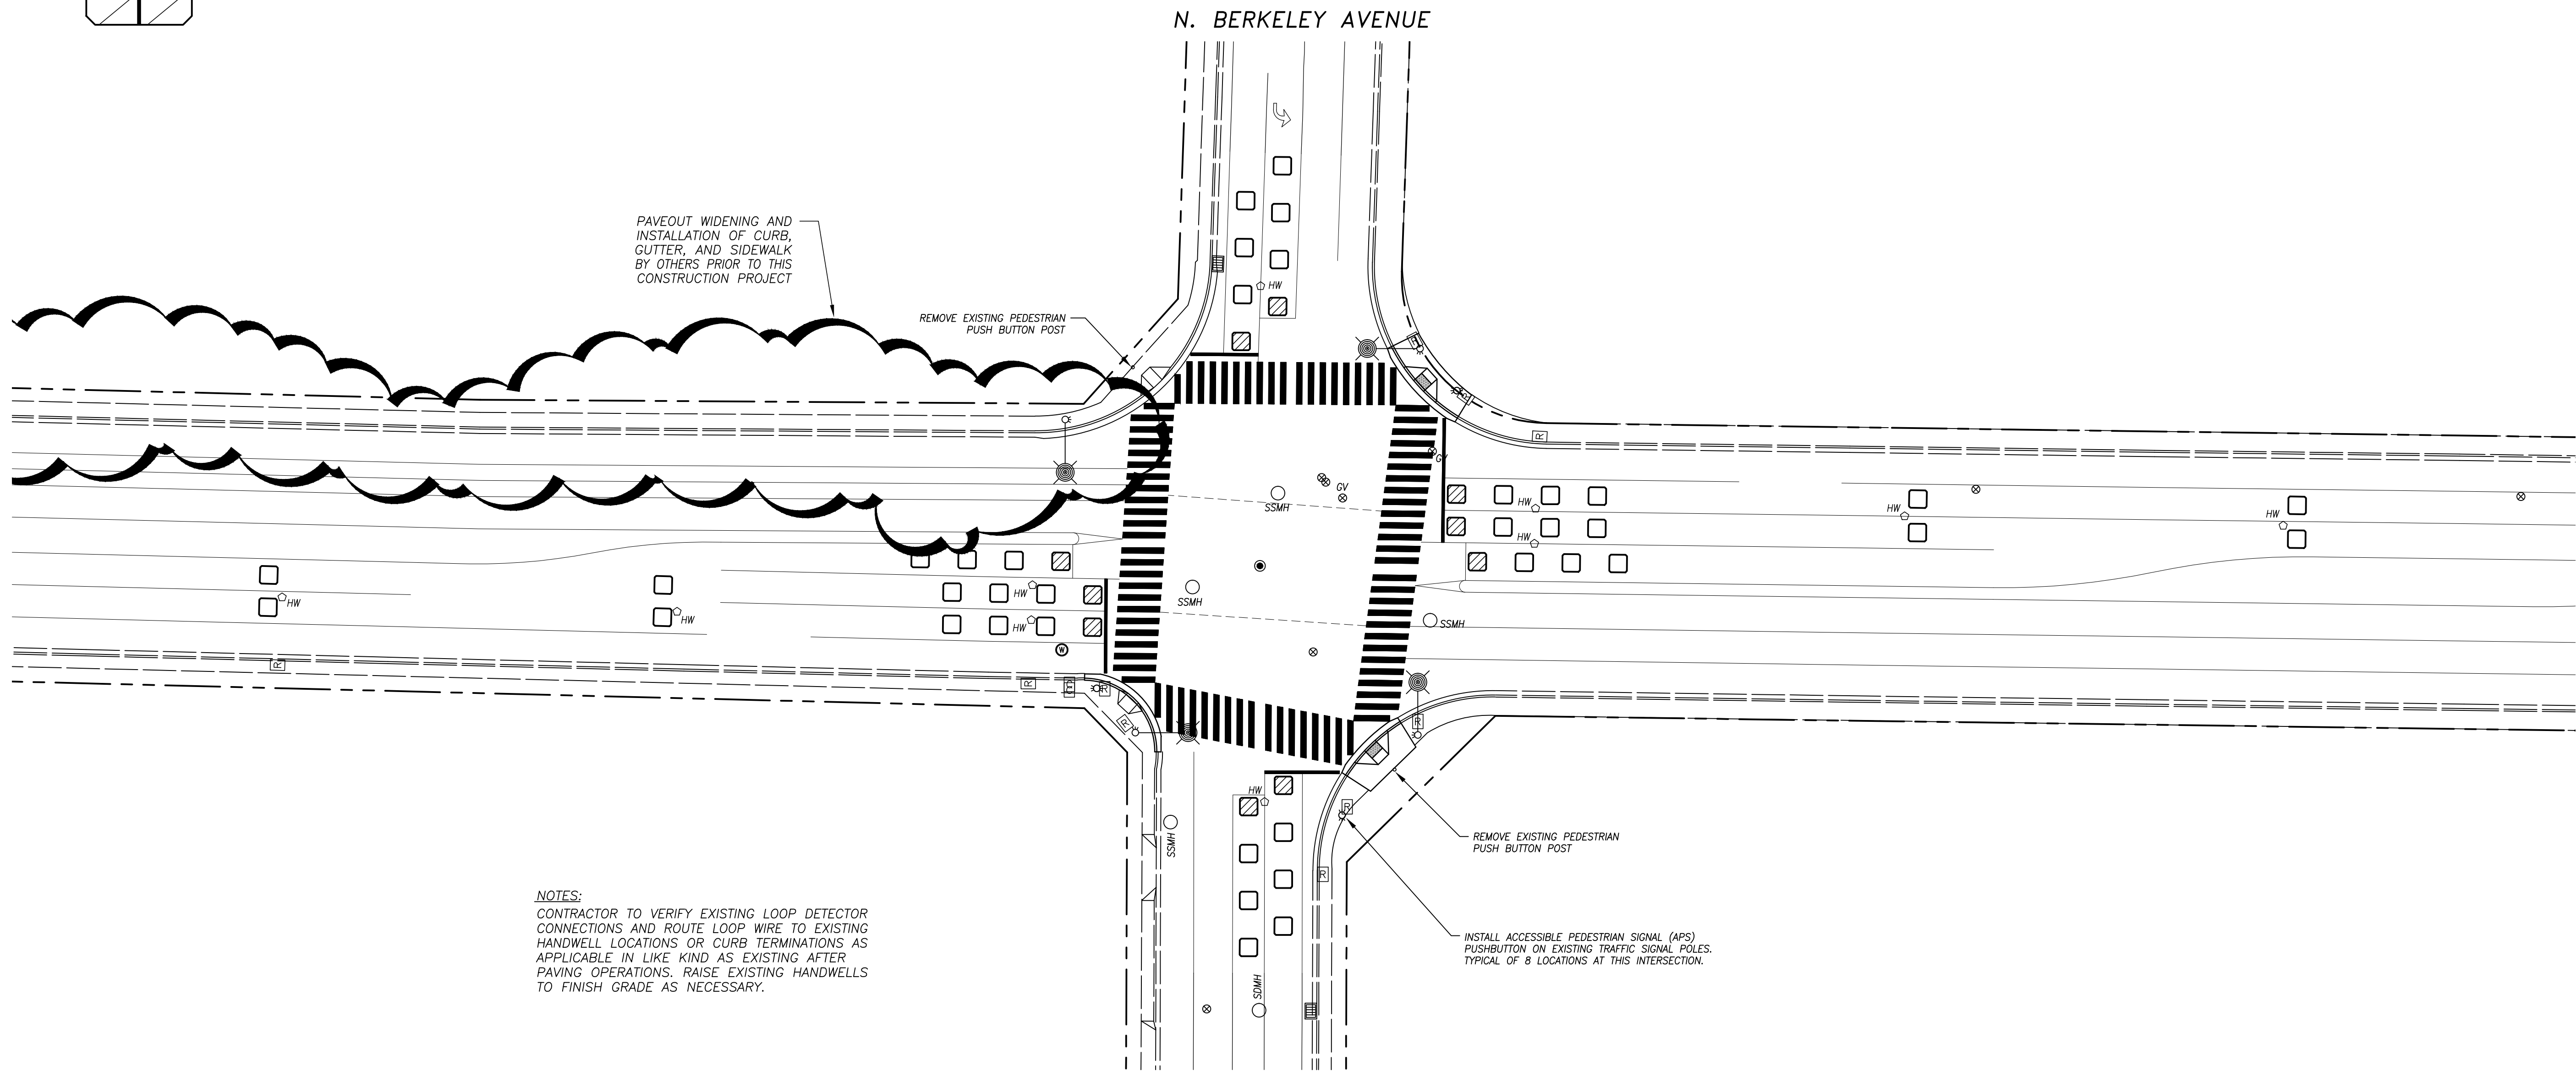 N. BERKELEY AVENUE
PAVEOUT WIDENING AND
INSTALLATION OF CURB,
GUTTER, AND SIDEWALK
BY OTHERS PRIOR TO THIS
CONSTRUCTION PROJECT
REMOVE EXISTING PEDESTRIAN
PUSH BUTTON POST
HW
R
R
R
GV
GV
SSMH
HW
HW
HW
HW
HW
HW
HW
HW
SSMH
SSMH
W
R
R
R
R
R
HW
R
SSMH
R
REMOVE EXISTING PEDESTRIAN
PUSH BUTTON POST
NOTES:
CONTRACTOR TO VERIFY EXISTING LOOP DETECTOR
CONNECTIONS AND ROUTE LOOP WIRE TO EXISTING
HANDWELL LOCATIONS OR CURB TERMINATIONS AS
APPLICABLE IN LIKE KIND AS EXISTING AFTER
PAVING OPERATIONS. RAISE EXISTING HANDWELLS
TO FINISH GRADE AS NECESSARY.
INSTALL ACCESSIBLE PEDESTRIAN SIGNAL (APS)
PUSHBUTTON ON EXISTING TRAFFIC SIGNAL POLES.
TYPICAL OF 8 LOCATIONS AT THIS INTERSECTION.
SDMH